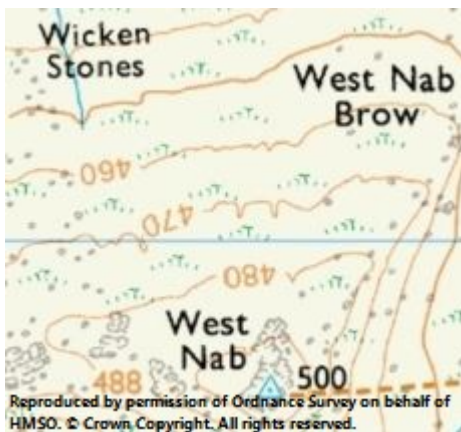 Wicken
Stones
West Nab
Brow
460
470
480
West
Nab
488
500
Reproduced by permission of Ordnance Survey on behalf of
HMSO. © Crown Copyright. All rights reserved.